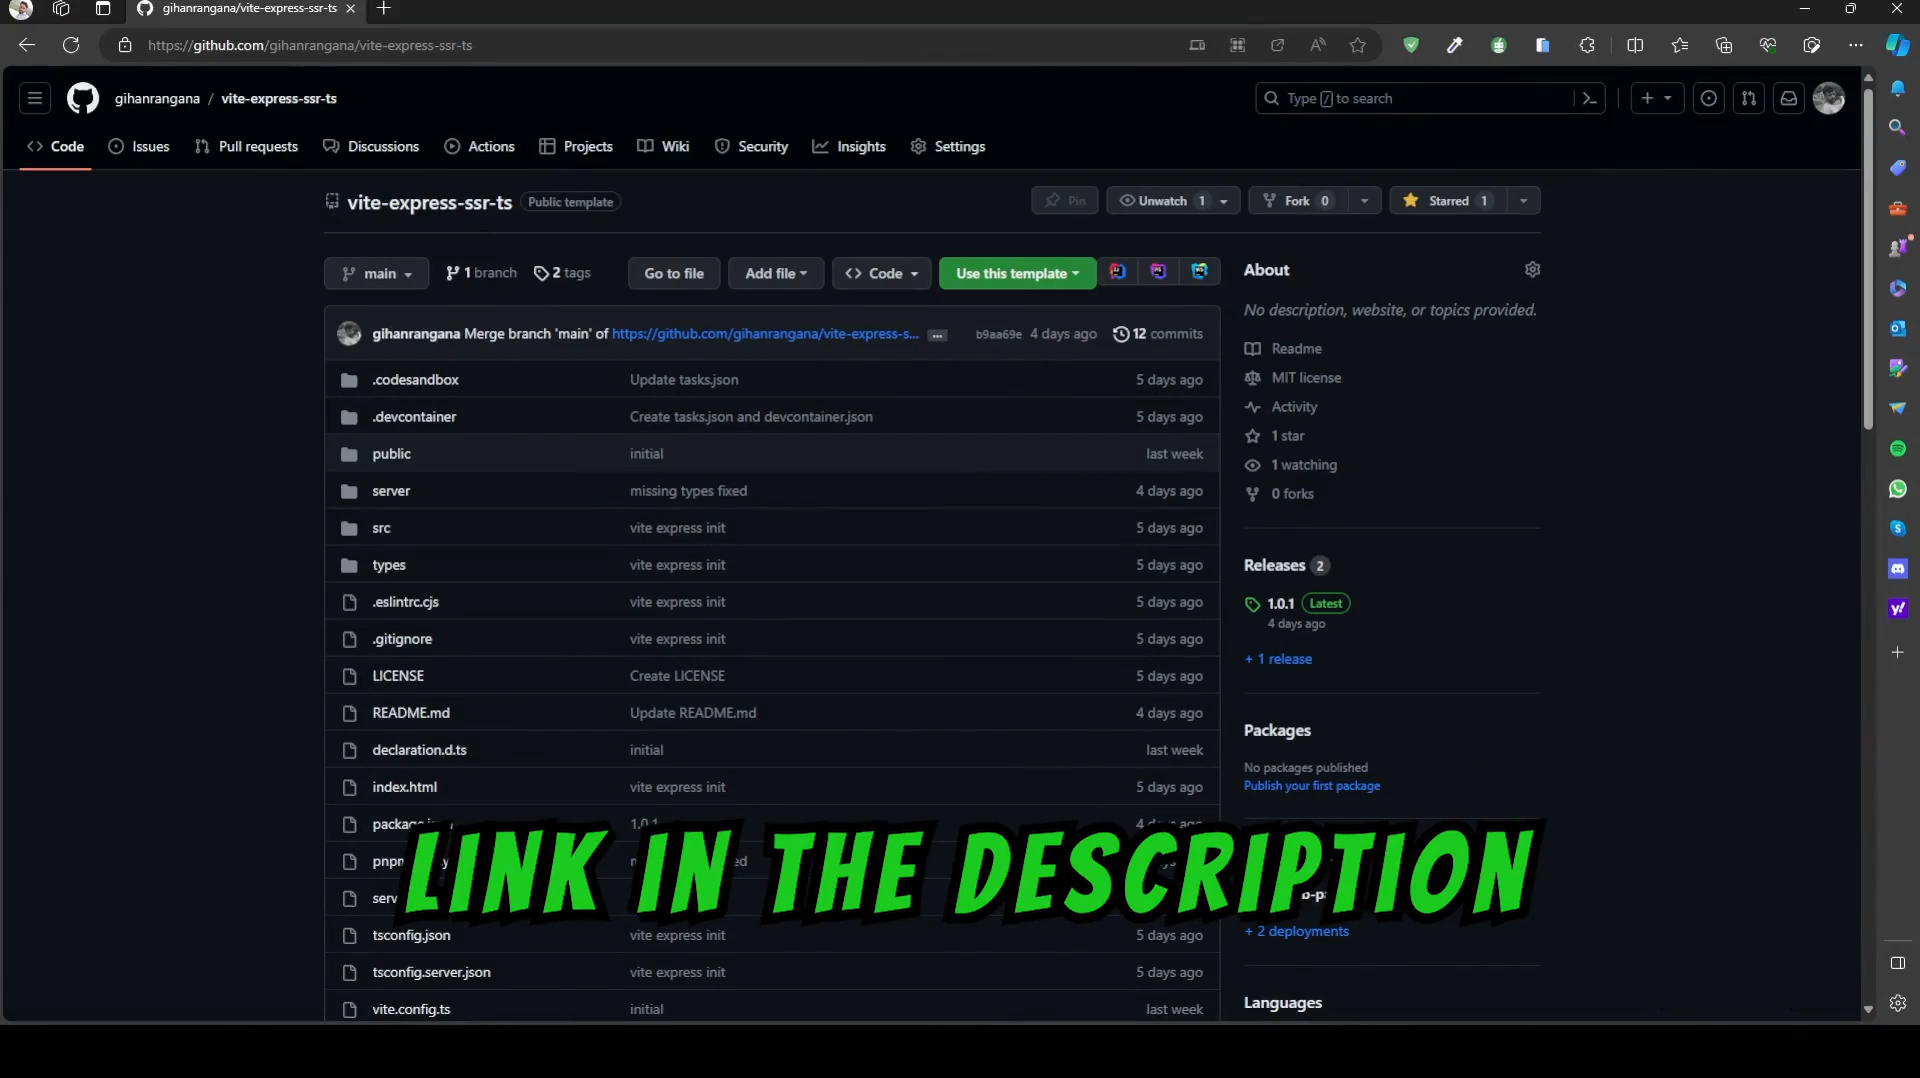 gihanrangana/vite-express-ssr-ts
https://github.com/gihanrangana/vite-express-ssr-ts
gihanrangana / vite-express-ssr-ts
Type / to search
Code
Issues
Pull requests
Discussions
Actions
Projects
Wiki
Security
Insights
Settings
vite-express-ssr-ts
Public template
Pin
Unwatch 1
Fork 0
Starred 1
main
1 branch
2 tags
Go to file
Add file
Code
Use this template
gihanrangana Merge branch 'main' of https://github.com/gihanrangana/vite-express-s... ... b9aa69e 4 days ago 12 commits
.codesandbox Update tasks.json 5 days ago
.devcontainer Create tasks.json and devcontainer.json 5 days ago
public initial last week
server missing types fixed 4 days ago
src vite express init 5 days ago
types vite express init 5 days ago
.eslintrc.cjs vite express init 5 days ago
.gitignore vite express init 5 days ago
LICENSE Create LICENSE 5 days ago
README.md Update README.md 4 days ago
declaration.d.ts initial last week
index.html vite express init 5 days ago
1.0.1
LINK IN THE DESCRIPTION
tsconfig.json vite express init 5 days ago
tsconfig.server.json vite express init 5 days ago
vite.config.ts initial last week
About
No description, website, or topics provided.
Readme
MIT license
Activity
1 star
1 watching
0 forks
Releases 2
1.0.1 Latest
4 days ago
+ 1 release
Packages
No packages published
Publish your first package
+ 2 deployments
Languages